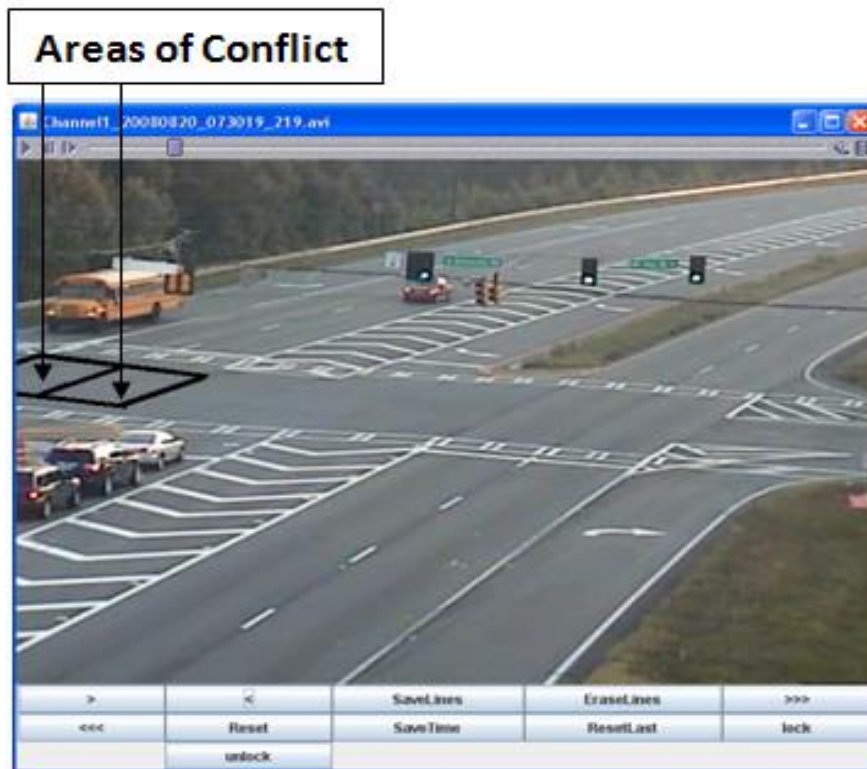 Areas of Conflict
Channel1_20080820_073019_219.avi
> < SaveLines EraseLines >>>
<<< Reset SaveTime ResetLast lock
unlock